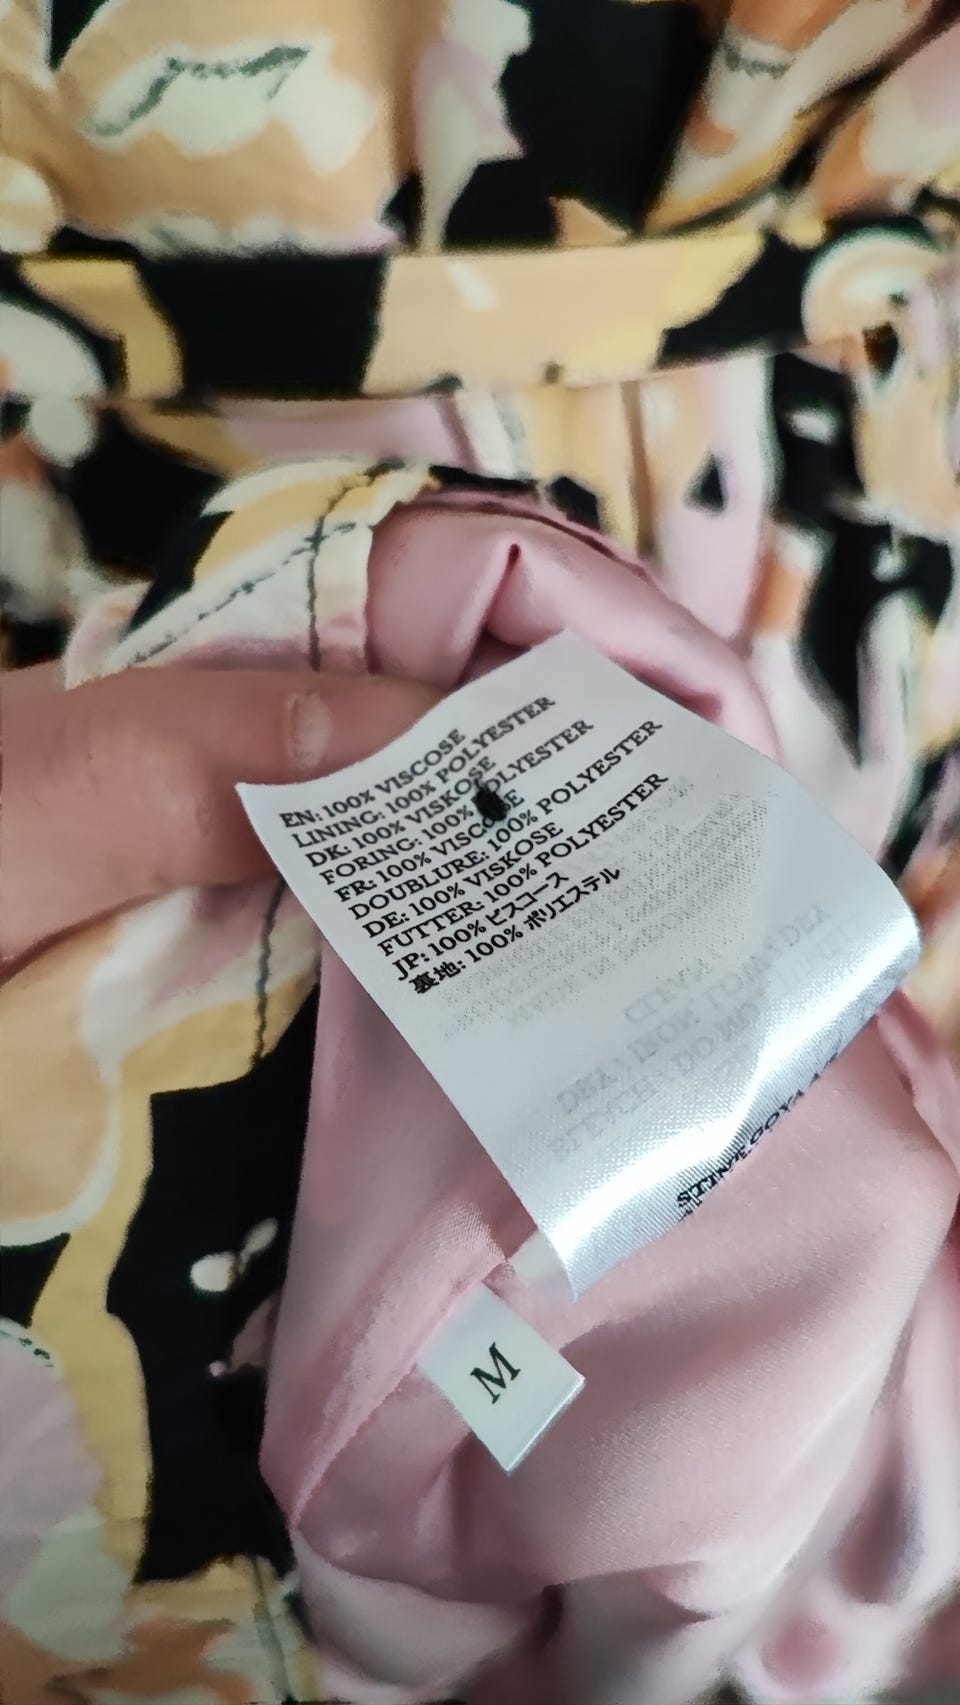 EN: 100% VISCOSE
LINING: 100% POLYESTER
DK: 100% VISKOSE
FORING: 100% POLYESTER
FR: 100% VISCOSE
DOUBLURE: 100% POLYESTER
DE: 100% VISKOSE
FUTTER: 100% POLYESTER
JP: 100% ビスコース
裏地: 100% ポリエステル
STINE GOYA
M